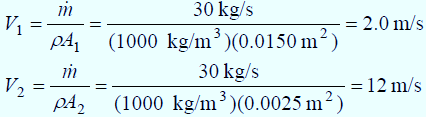 V₁ = ṁ / ρA₁ = 30 kg/s / (1000 kg/m³)(0.0150 m²) = 2.0 m/s
V₂ = ṁ / ρA₂ = 30 kg/s / (1000 kg/m³)(0.0025 m²) = 12 m/s